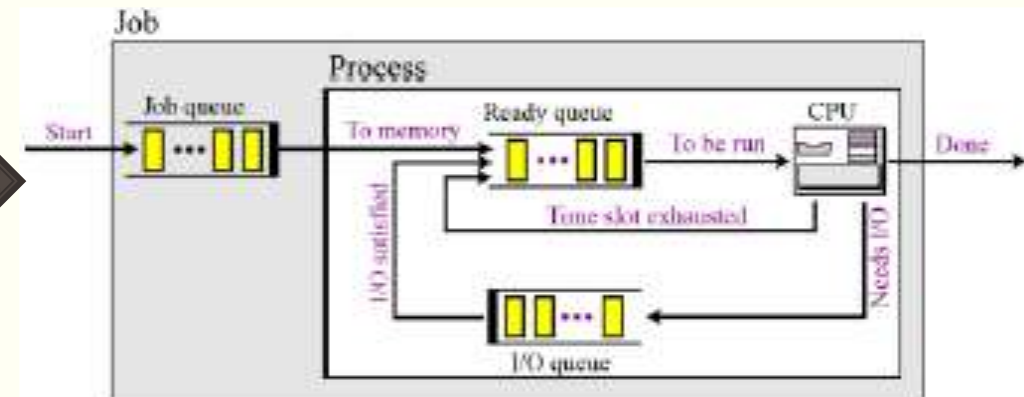 Job
Process
Job queue
Ready queue
CPU
Start
To memory
To be run
Done
Time slot exhausted
I/O satisfied
Needs I/O
I/O queue